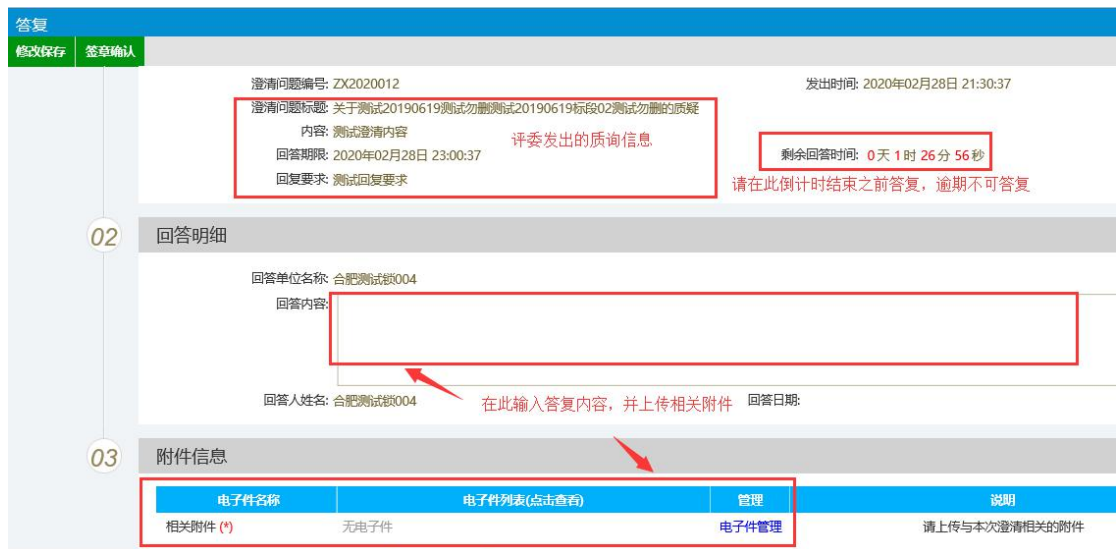 答复
修改保存 签章确认
澄清问题编号: ZX2020012 发出时间: 2020年02月28日 21:30:37
澄清问题标题: 关于测试20190619测试勿删测试20190619标段02测试勿删的质疑
内容: 测试澄清内容 评委发出的质询信息
回答期限: 2020年02月28日 23:00:37 剩余回答时间: 0天1时26分56秒
回复要求: 测试回复要求 请在此倒计时结束之前答复，逾期不可答复
02 回答明细
回答单位名称: 合肥测试锁004
回答内容:
回答人姓名: 合肥测试锁004 在此输入答复内容，并上传相关附件 回答日期:
03 附件信息
电子件名称 电子件列表(点击查看) 管理 说明
相关附件 (*) 无电子件 电子件管理 请上传与本次澄清相关的附件